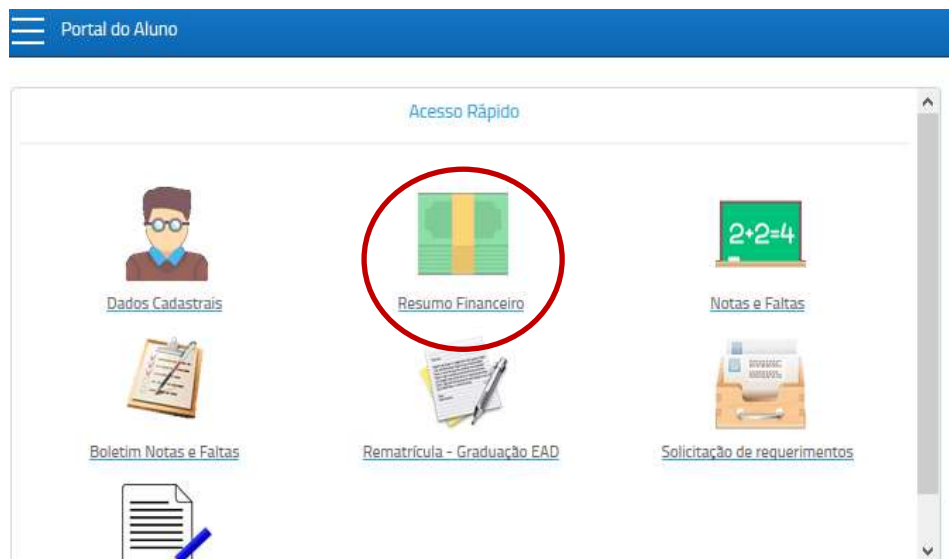 Portal do Aluno
Acesso Rápido
2+2=4
Dados Cadastrais
Resumo Financeiro
Notas e Faltas
Boletim Notas e Faltas
Rematrícula - Graduação EAD
Solicitação de requerimentos